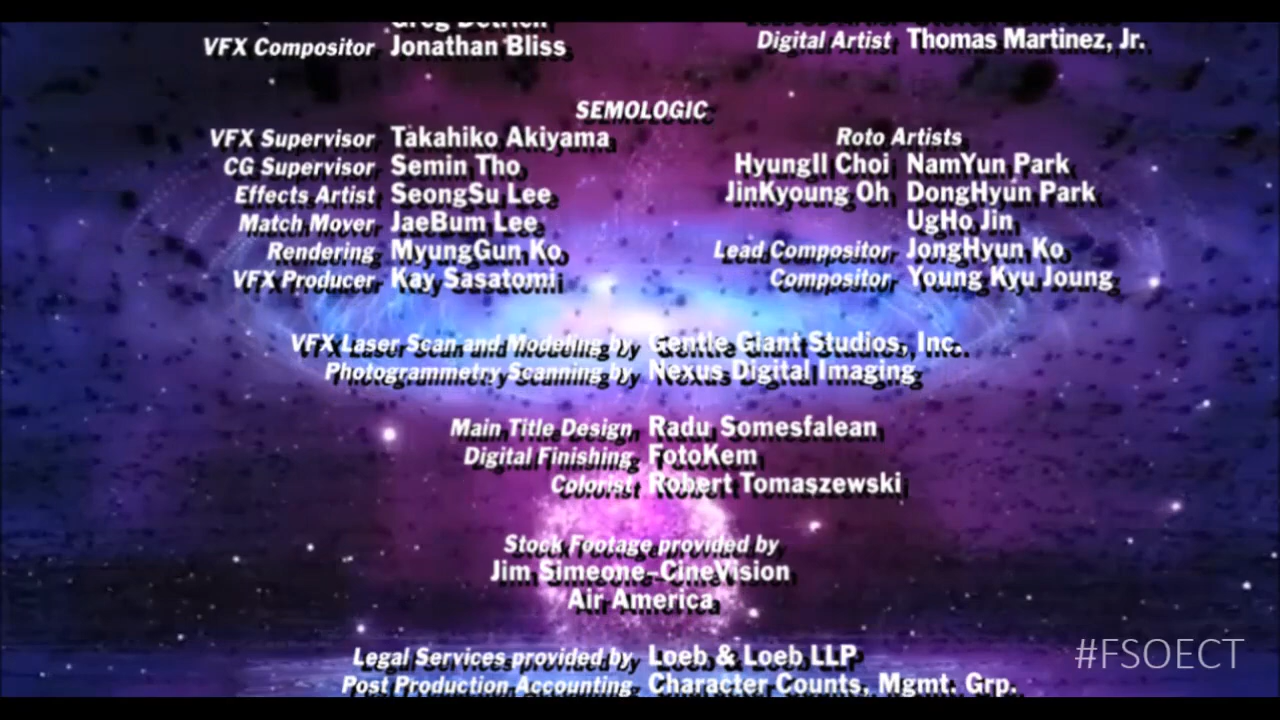 Greg Detrich
VFX Compositor Jonathan Bliss
Digital Artist Thomas Martinez, Jr.
SEMOLOGIC
VFX Supervisor Takahiko Akiyama
CG Supervisor Semin Tho
Effects Artist SeongSu Lee
Match Mover JaeBum Lee
Rendering MyungGun Ko
VFX Producer Kay Sasatomi
Roto Artists
HyungIl Choi NamYun Park
JinKyoung Oh DongHyun Park
UgHo Jin
Lead Compositor JongHyun Ko
Compositor Young Kyu Joung
VFX Laser Scan and Modeling by Gentle Giant Studios, Inc.
Photogrammetry Scanning by Nexus Digital Imaging
Main Title Design Radu Somesfalean
Digital Finishing FotoKem
Colorist Robert Tomaszewski
Stock Footage provided by
Jim Simeone–CineVision
Air America
Legal Services provided by Loeb & Loeb LLP
Post Production Accounting Character Counts, Mgmt. Grp.
#FSOECT